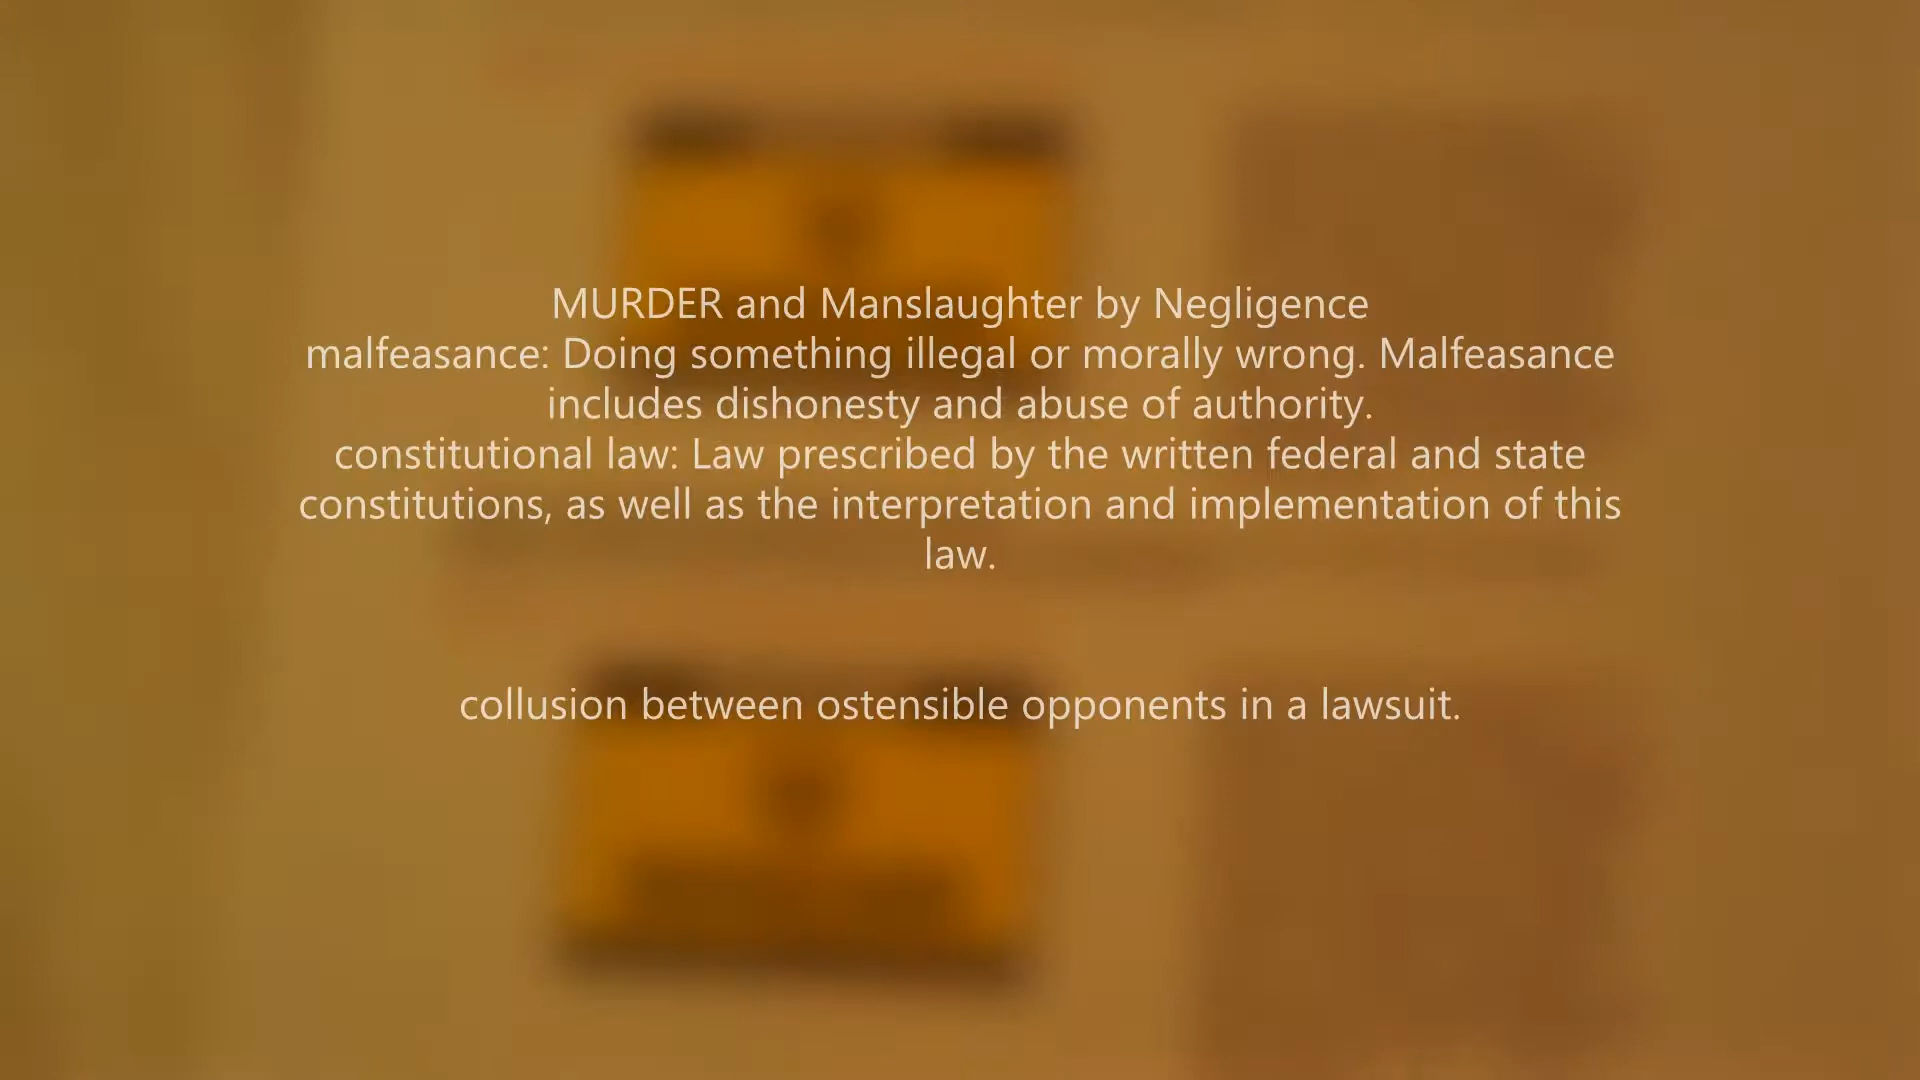 MURDER and Manslaughter by Negligence
malfeasance: Doing something illegal or morally wrong. Malfeasance
includes dishonesty and abuse of authority.
constitutional law: Law prescribed by the written federal and state
constitutions, as well as the interpretation and implementation of this
law.
collusion between ostensible opponents in a lawsuit.